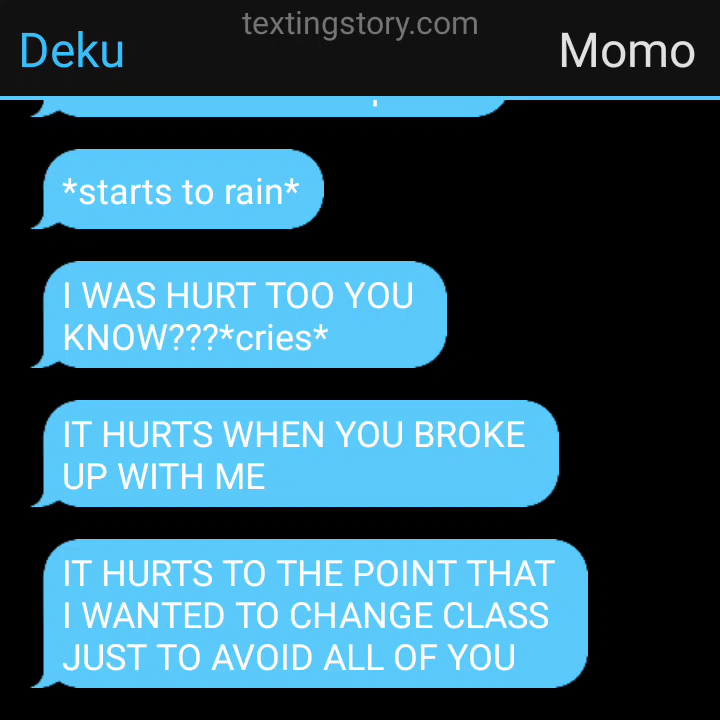 textingstory.com
Deku
Momo
*starts to rain*
I WAS HURT TOO YOU
KNOW???*cries*
IT HURTS WHEN YOU BROKE
UP WITH ME
IT HURTS TO THE POINT THAT
I WANTED TO CHANGE CLASS
JUST TO AVOID ALL OF YOU